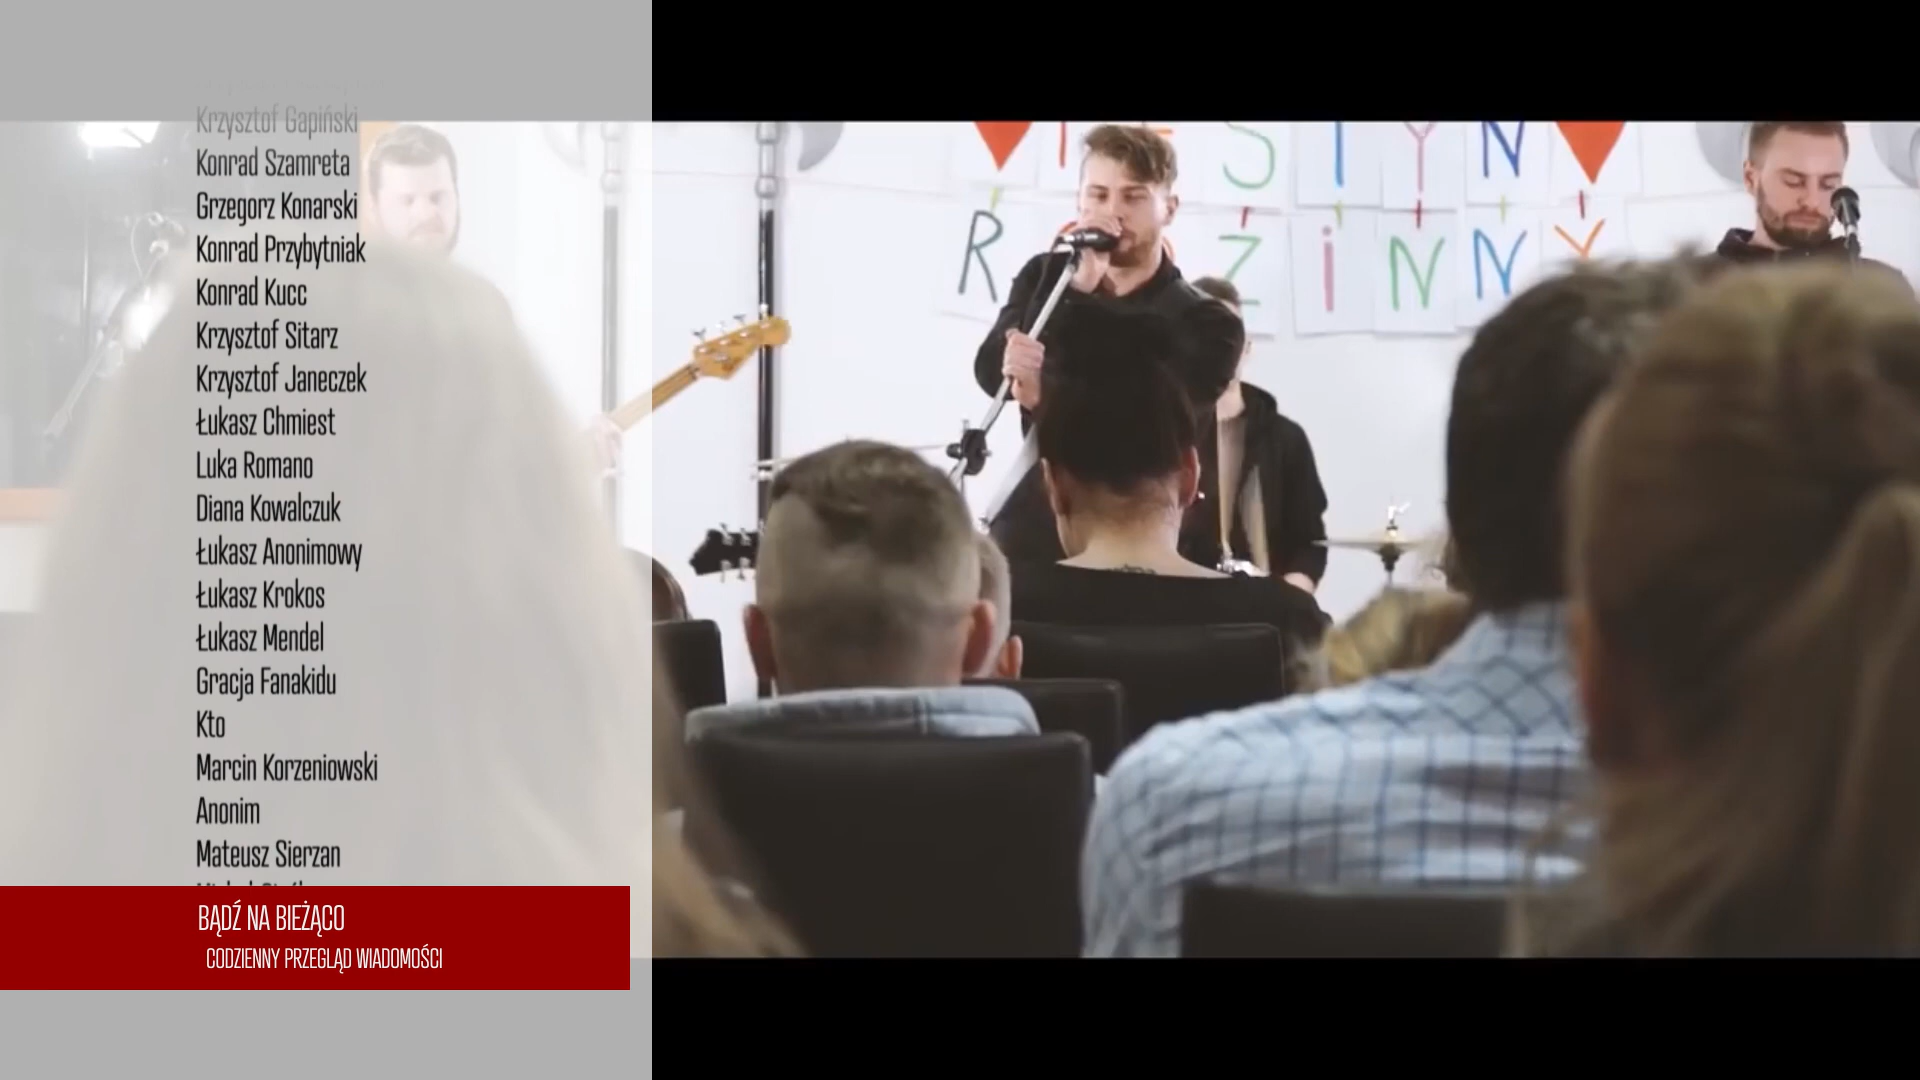 Krzysztof Gapiński
Konrad Szamreta
Grzegorz Konarski
Konrad Przybytniak
Konrad Kucc
Krzysztof Sitarz
Krzysztof Janeczek
Łukasz Chmiest
Luka Romano
Diana Kowalczuk
Łukasz Anonimowy
Łukasz Krokos
Łukasz Mendel
Gracja Fanakidu
Kto
Marcin Korzeniowski
Anonim
Mateusz Sierzan
BĄDŹ NA BIEŻĄCO
CODZIENNY PRZEGLĄD WIADOMOŚCI
STYN
R ZINNY